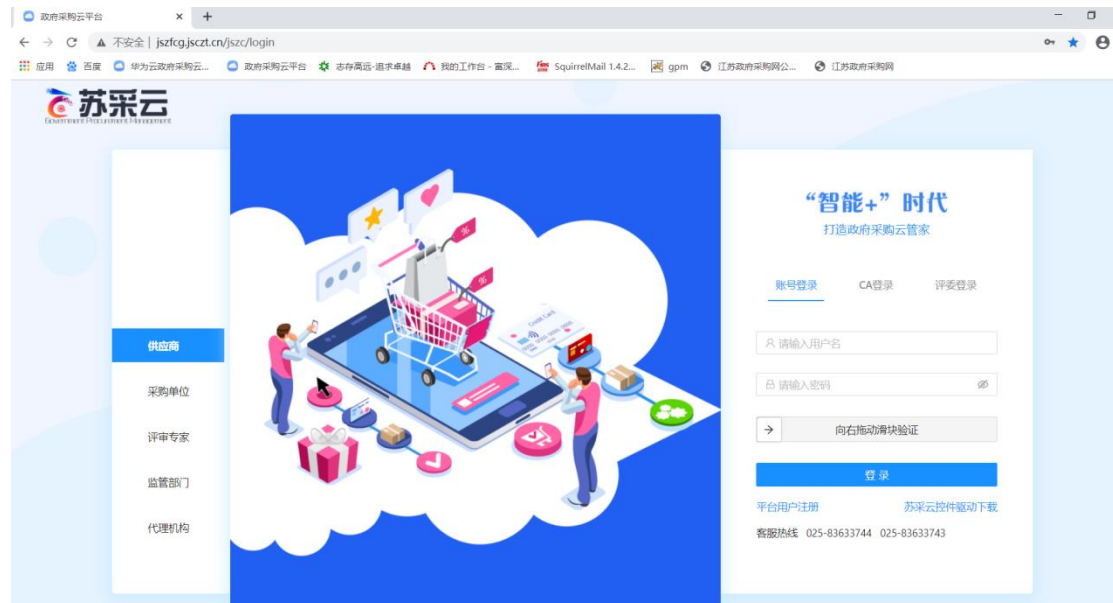 政府采购云平台
不安全 | jszfcg.jsczt.cn/jszc/login
应用 百度 华为云政府采购云... 政府采购云平台 志存高远-追求卓越 我的工作台 - 富深... SquirrelMail 1.4.2... gpm 江苏政府采购网公... 江苏政府采购网
苏采云
Government Procurement Management
“智能+”时代
打造政府采购云管家
账号登录 CA登录 评委登录
供应商
采购单位
评审专家
监管部门
代理机构
Credit Card
请输入用户名
请输入密码
向右拖动滑块验证
登录
平台用户注册 苏采云控件驱动下载
客服热线 025-83633744 025-83633743